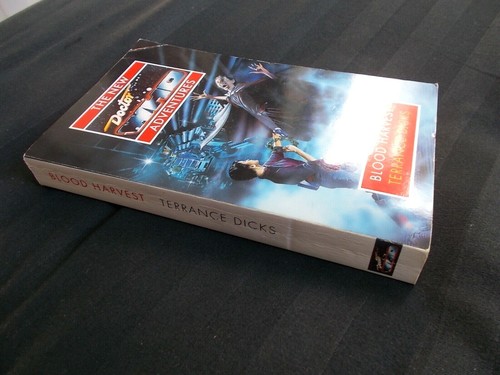 THE NEW
DOCTOR
WHO
ADVENTURES
BLOOD HARVEST
TERRANCE DICKS
BLOOD HARVEST TERRANCE DICKS